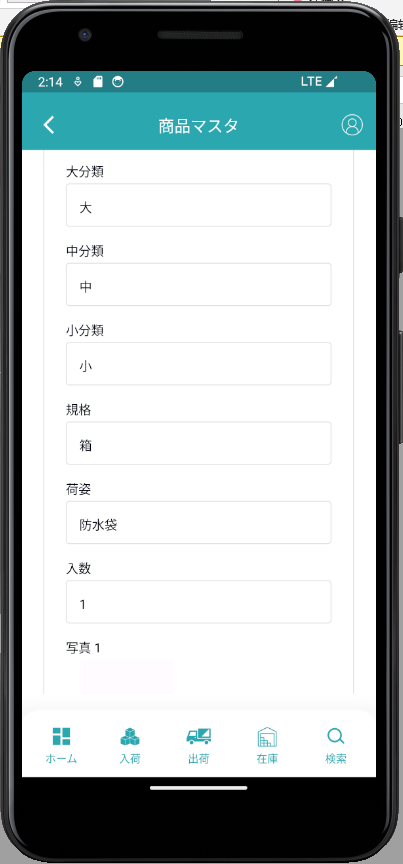 2:14
LTE
商品マスタ
大分類
大
中分類
中
小分類
小
規格
箱
荷姿
防水袋
入数
1
写真 1
ホーム
入荷
出荷
在庫
検索